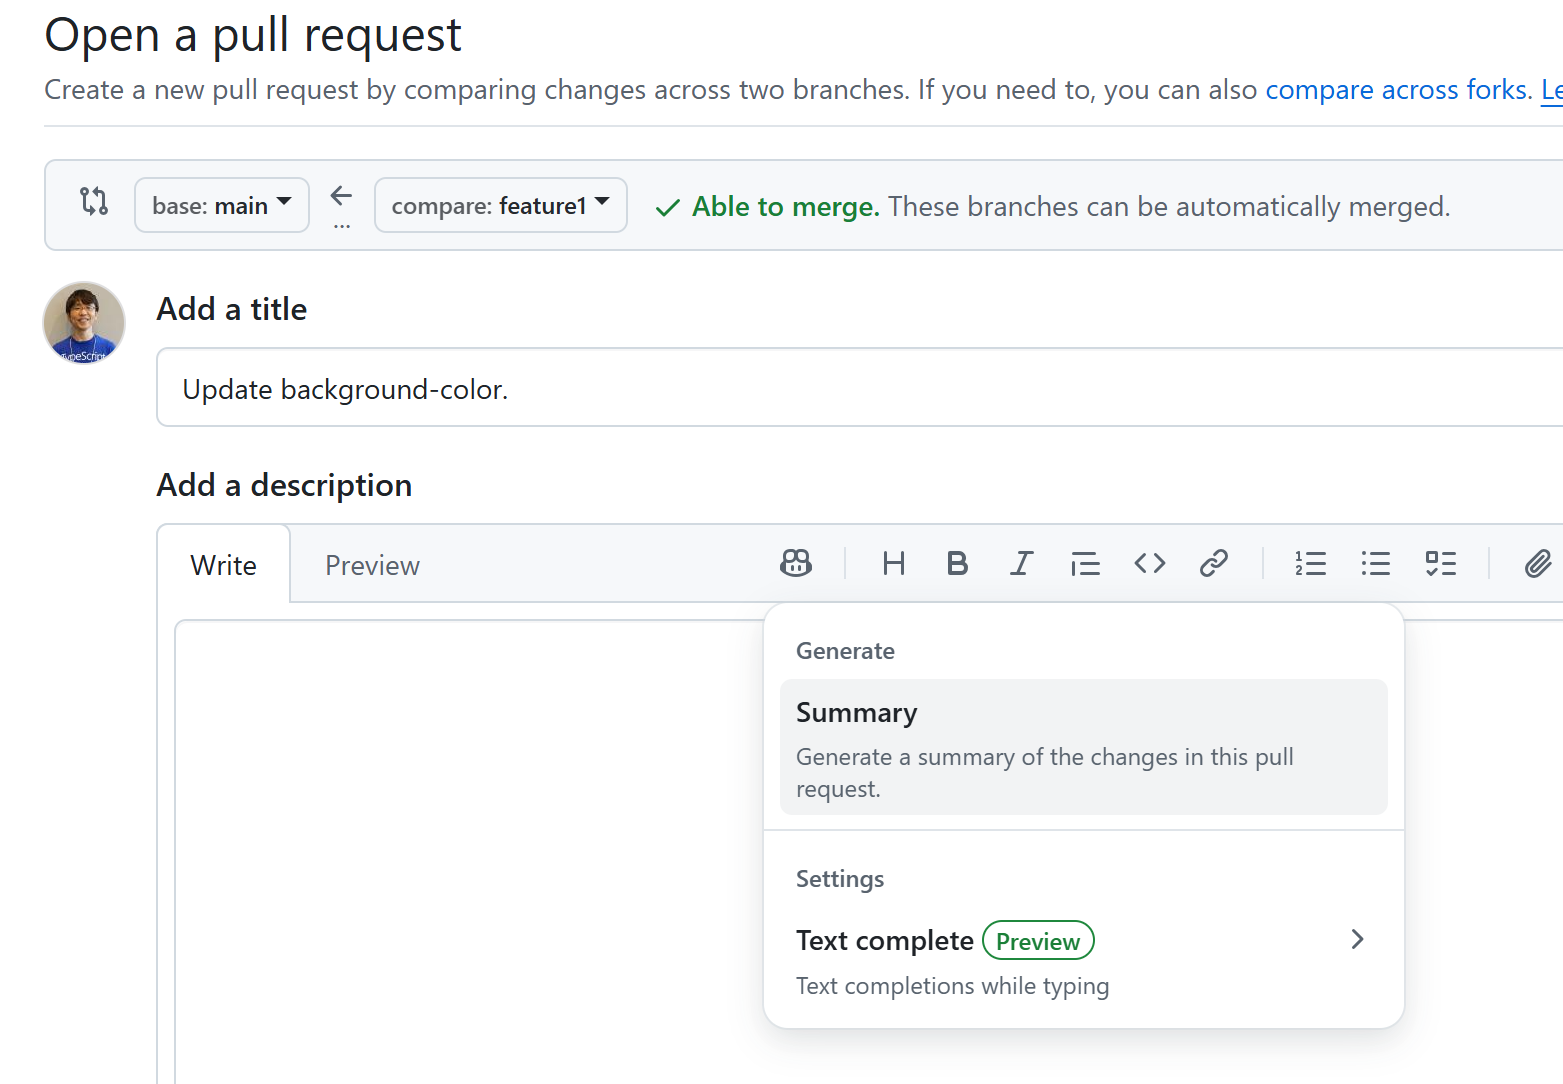 Open a pull request
Create a new pull request by comparing changes across two branches. If you need to, you can also compare across forks.
base: main
...
compare: feature1
Able to merge. These branches can be automatically merged.
TypeScript
Add a title
Update background-color.
Add a description
Write
Preview
H B I
Generate
Summary
Generate a summary of the changes in this pull
request.
Settings
Text complete Preview
Text completions while typing